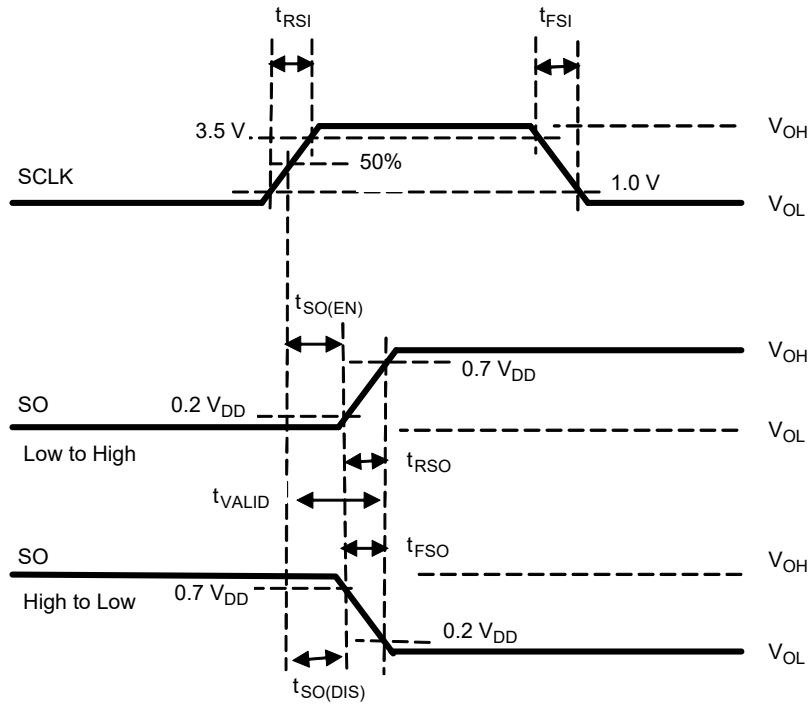 tRSI
tFSI
3.5 V
VOH
50%
SCLK
1.0 V
VOL
tSO(EN)
VOH
0.7 VDD
SO
0.2 VDD
VOL
Low to High
tRSO
tVALID
tFSO
SO
VOH
High to Low
0.7 VDD
0.2 VDD
VOL
tSO(DIS)